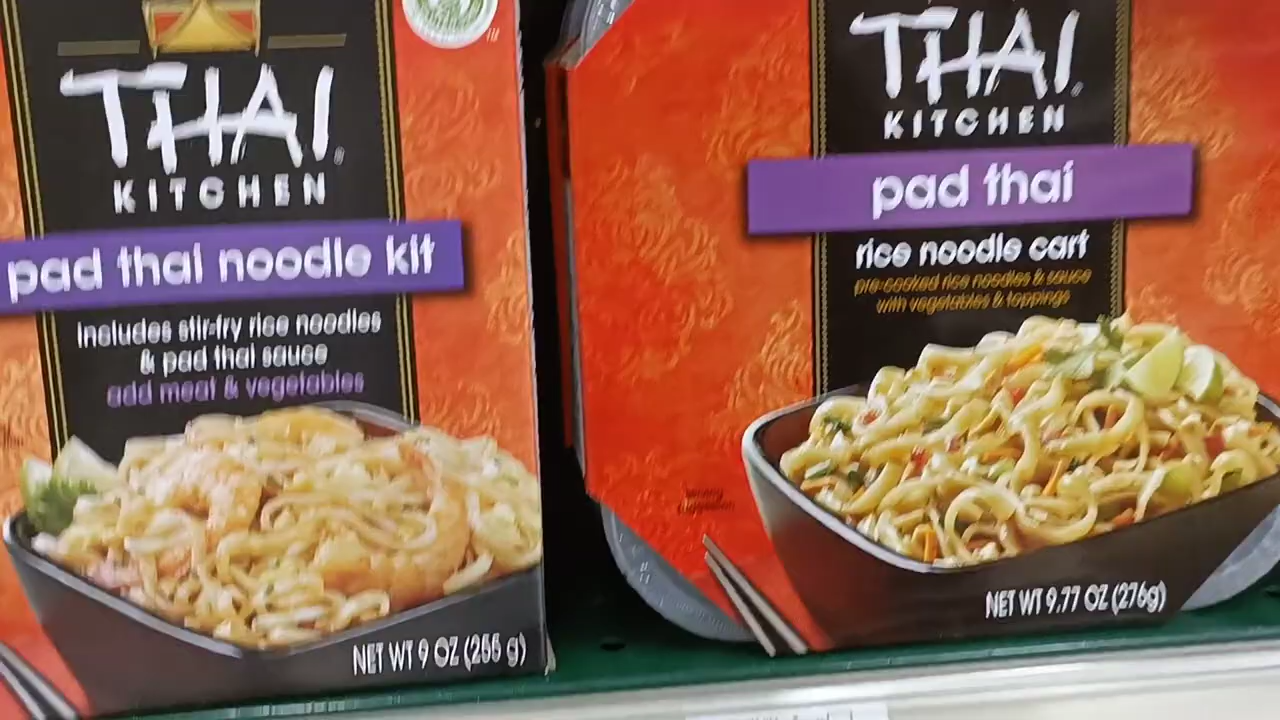 THAI
KITCHEN
pad thai noodle kit
includes stir-fry rice noodles
& pad thai sauce
add meat & vegetables
NET WT 9 OZ (255 g)
THAI
KITCHEN
pad thai
rice noodle cart
pre-cooked rice noodles & sauce
with vegetables & toppings
serving
suggestion
NET WT 9.77 OZ (276g)